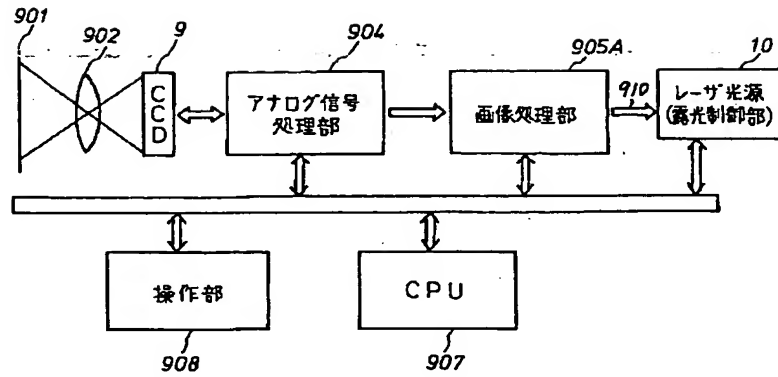 901
902
9
904
905A
10
CCD
アナログ信号
処理部
画像処理部
910
レーザ光源
(露光制御部)
操作部
CPU
908
907